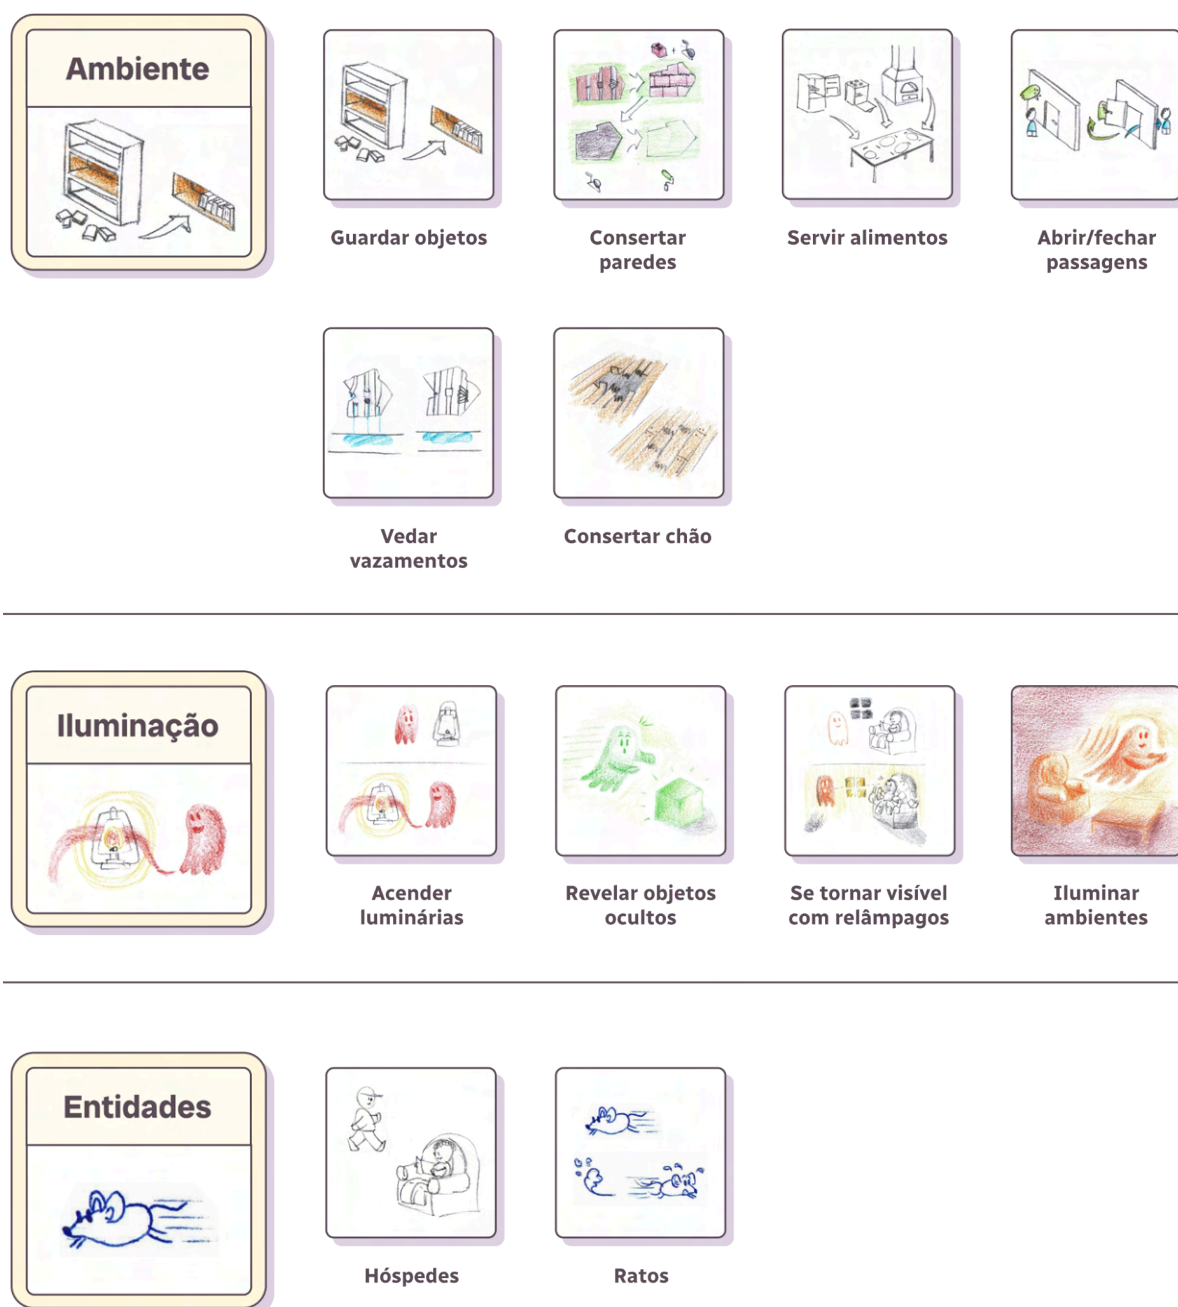 Ambiente
Guardar objetos
Consertar
paredes
Servir alimentos
Abrir/fechar
passagens
Vedar
vazamentos
Consertar chão
Iluminação
Acender
luminárias
Revelar objetos
ocultos
Se tornar visível
com relâmpagos
Iluminar
ambientes
Entidades
Hóspedes
Ratos